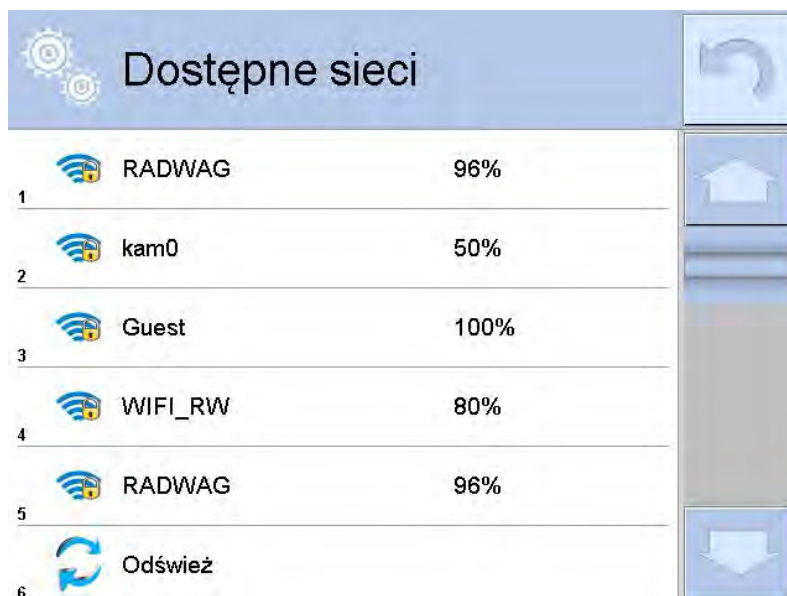 Dostępne sieci
RADWAG 96%
1
kam0 50%
2
Guest 100%
3
WIFI_RW 80%
4
RADWAG 96%
5
Odśwież
6